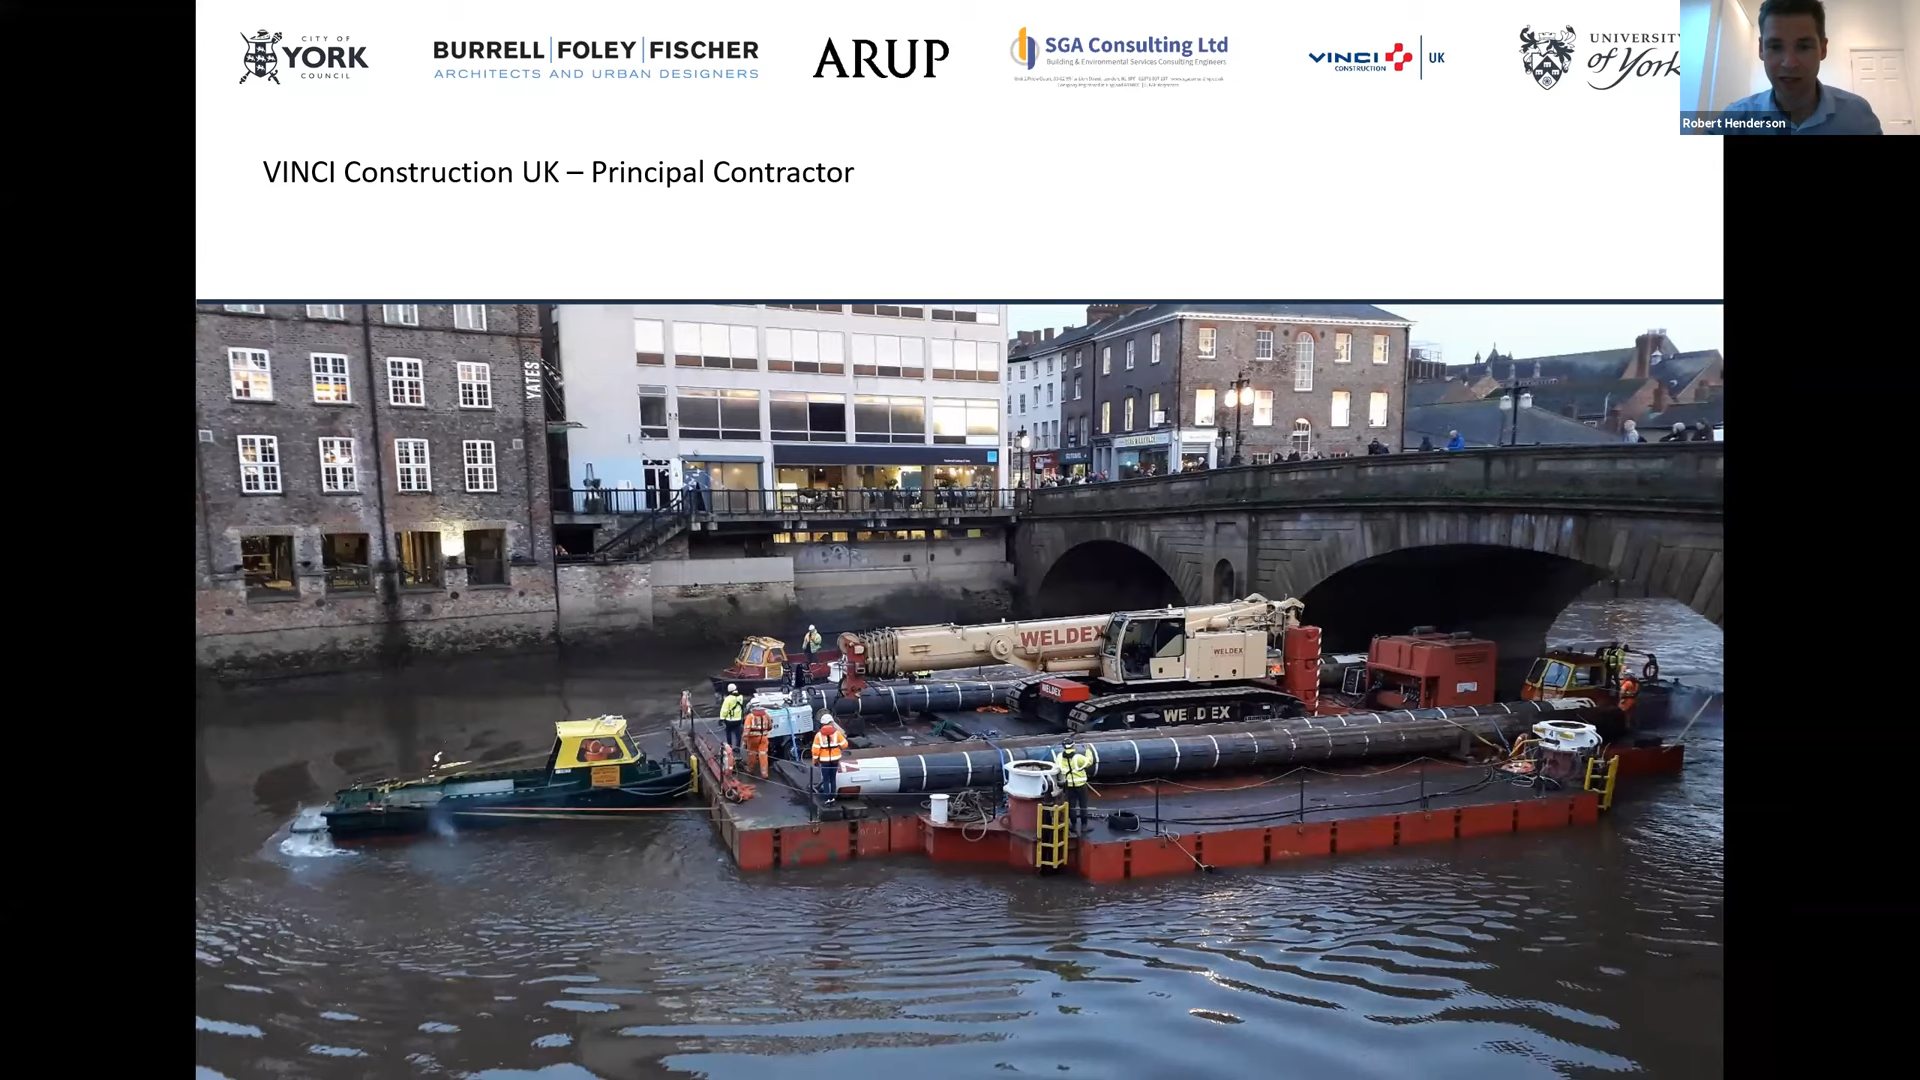 CITY OF
YORK
COUNCIL
BURRELL|FOLEY|FISCHER
ARCHITECTS AND URBAN DESIGNERS
ARUP
SGA Consulting Ltd
Building & Environmental Services Consulting Engineers
VINCI
CONSTRUCTION
UK
UNIVERSITY
of York
Robert Henderson
VINCI Construction UK – Principal Contractor
YATES
WELDEX
WELDEX
WELDEX
WELDEX